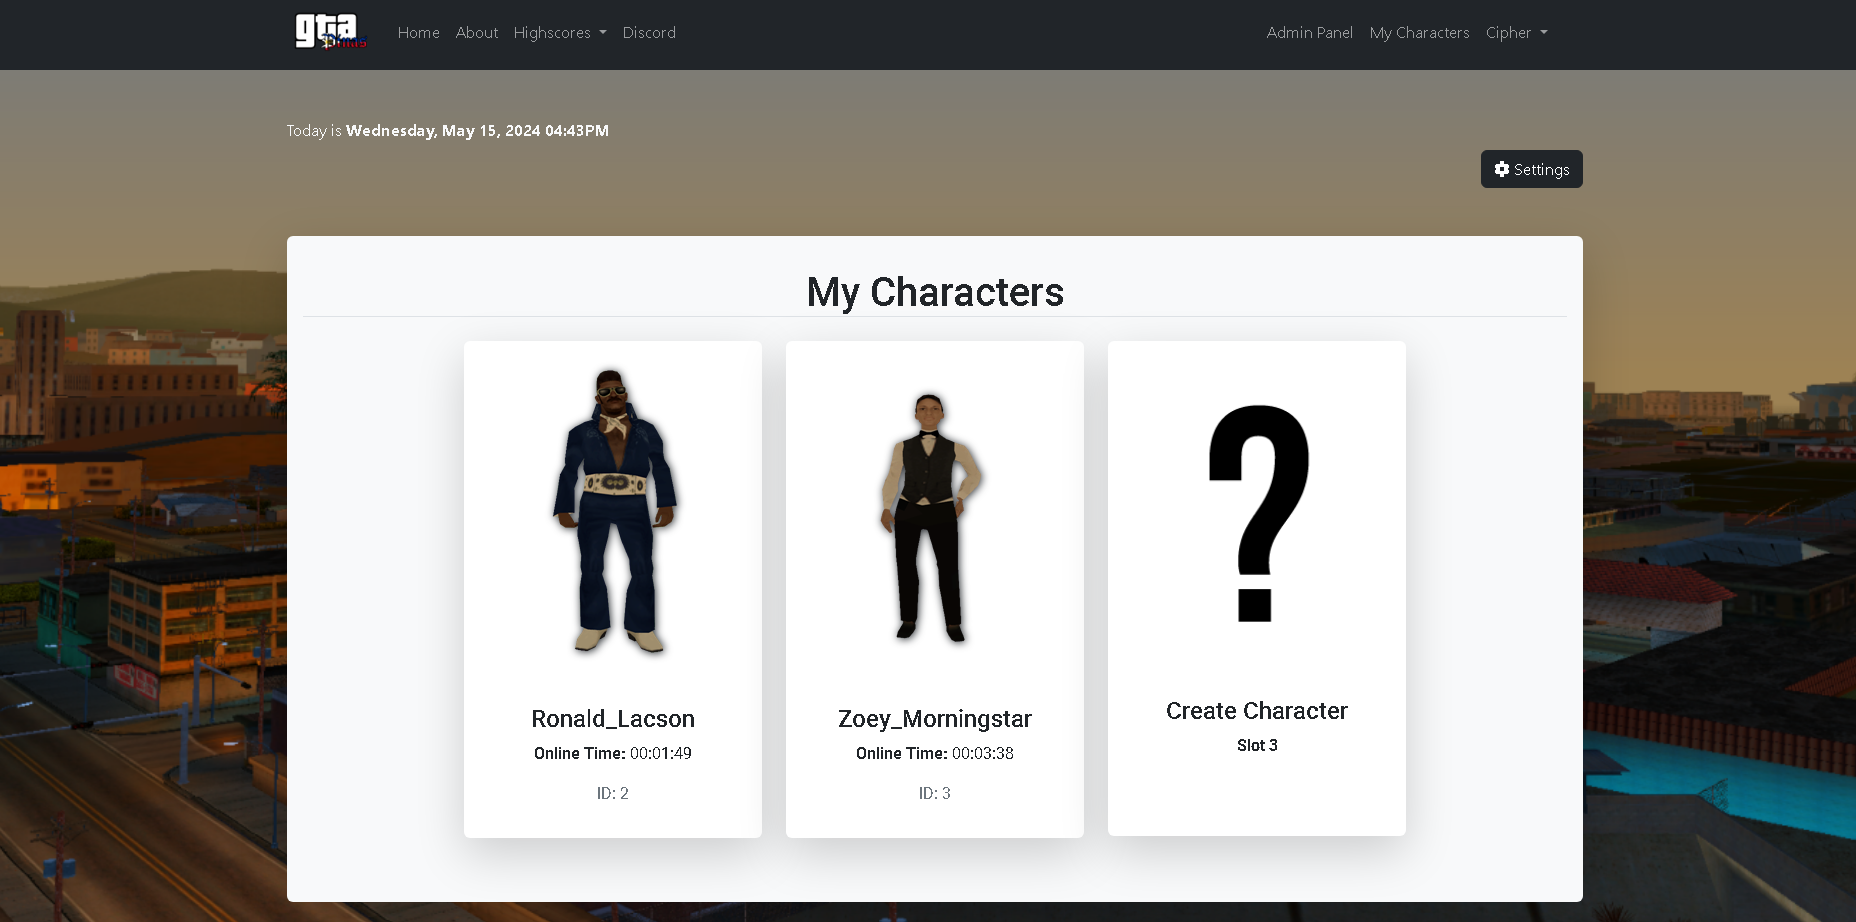 gta
Home About Highscores Discord Admin Panel My Characters Cipher
Today is Wednesday, May 15, 2024 04:43PM
Settings
My Characters
Ronald_Lacson
Online Time: 00:01:49
ID: 2
Zoey_Morningstar
Online Time: 00:03:38
ID: 3
?
Create Character
Slot 3